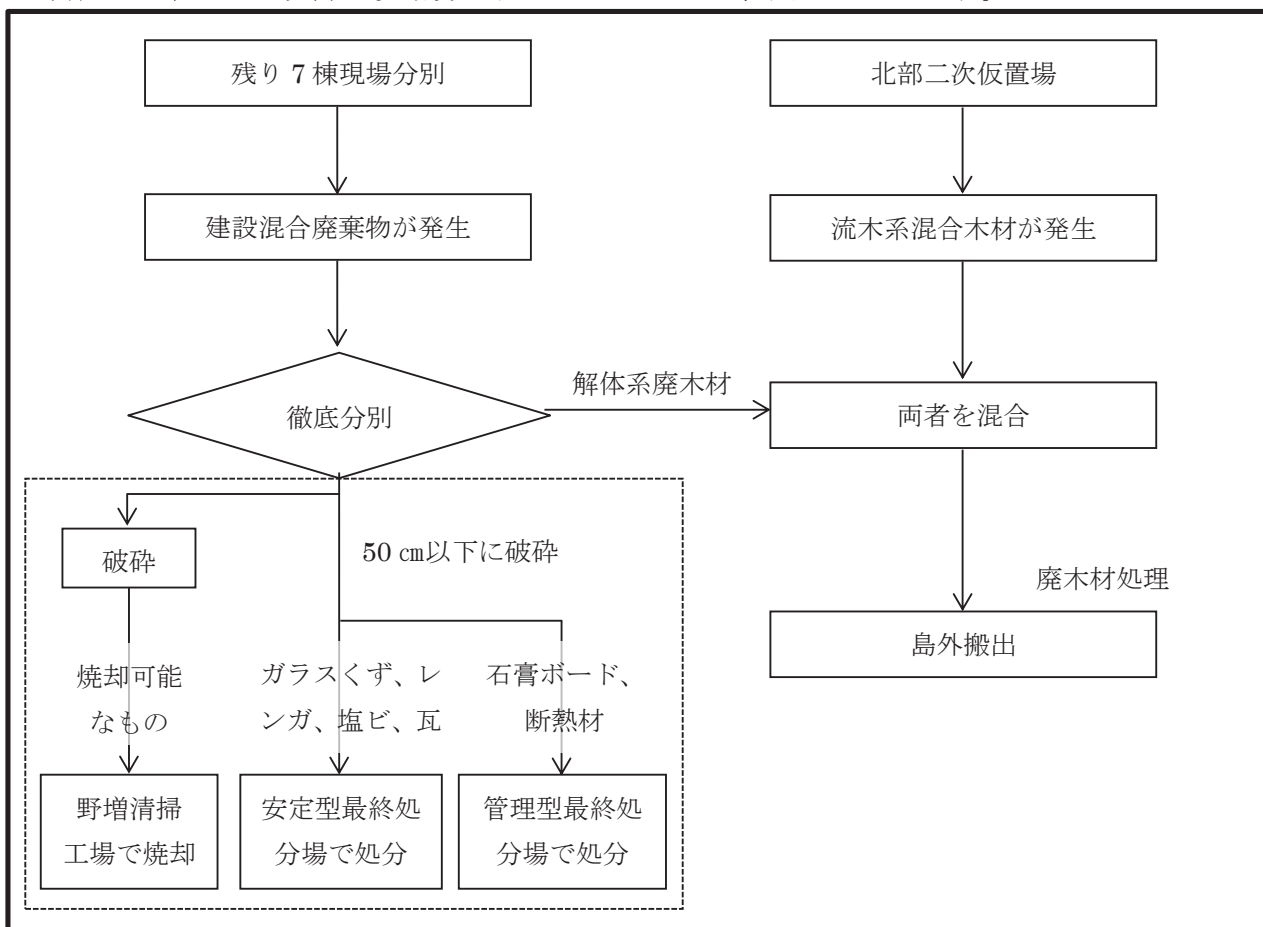 残り 7 棟現場分別
北部二次仮置場
建設混合廃棄物が発生
流木系混合木材が発生
徹底分別
解体系廃木材
両者を混合
破砕
50 ㎝以下に破砕
廃木材処理
島外搬出
焼却可能
なもの
ガラスくず、レ
ンガ、塩ビ、瓦
石膏ボード、
断熱材
野増清掃
工場で焼却
安定型最終処
分場で処分
管理型最終処
分場で処分